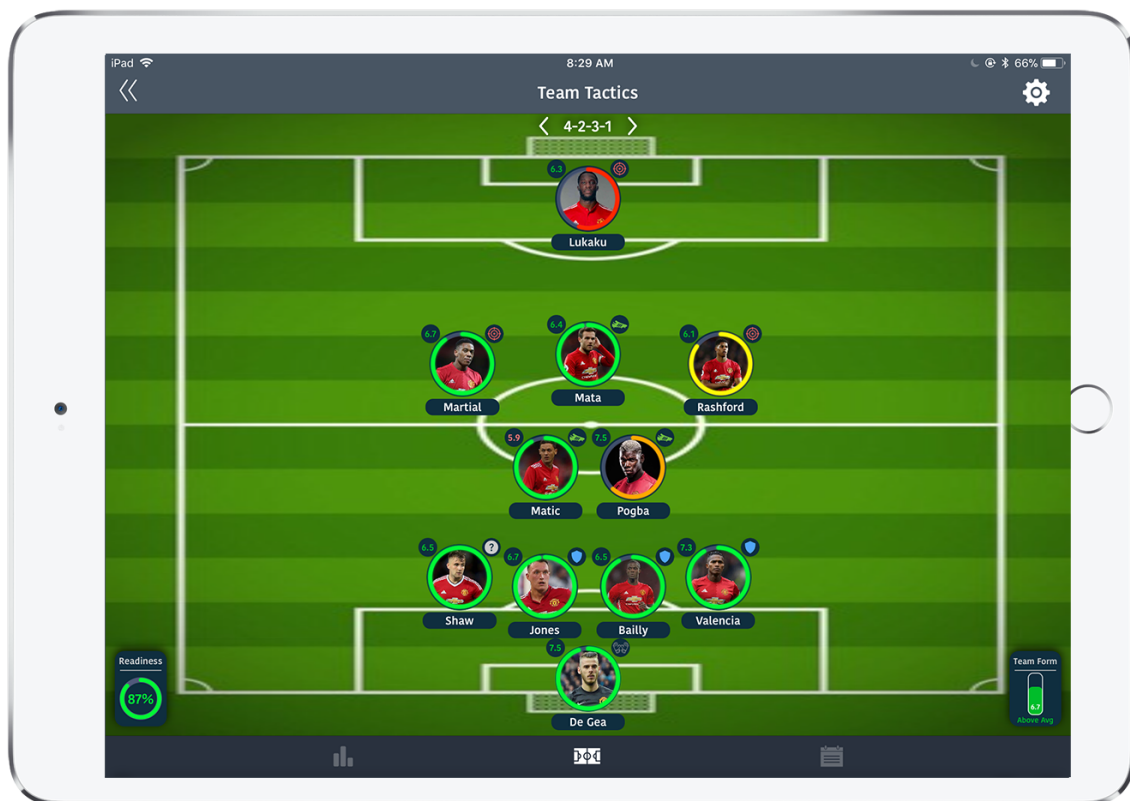 iPad
8:29 AM
66%
Team Tactics
4-2-3-1
6.3
Lukaku
6.7
6.4
6.1
Martial
Mata
Rashford
5.9
7.5
Matic
Pogba
6.5
?
6.7
6.5
7.3
Shaw
Jones
Bailly
Valencia
7.5
De Gea
Readiness
87%
Team Form
6.7
Above Avg